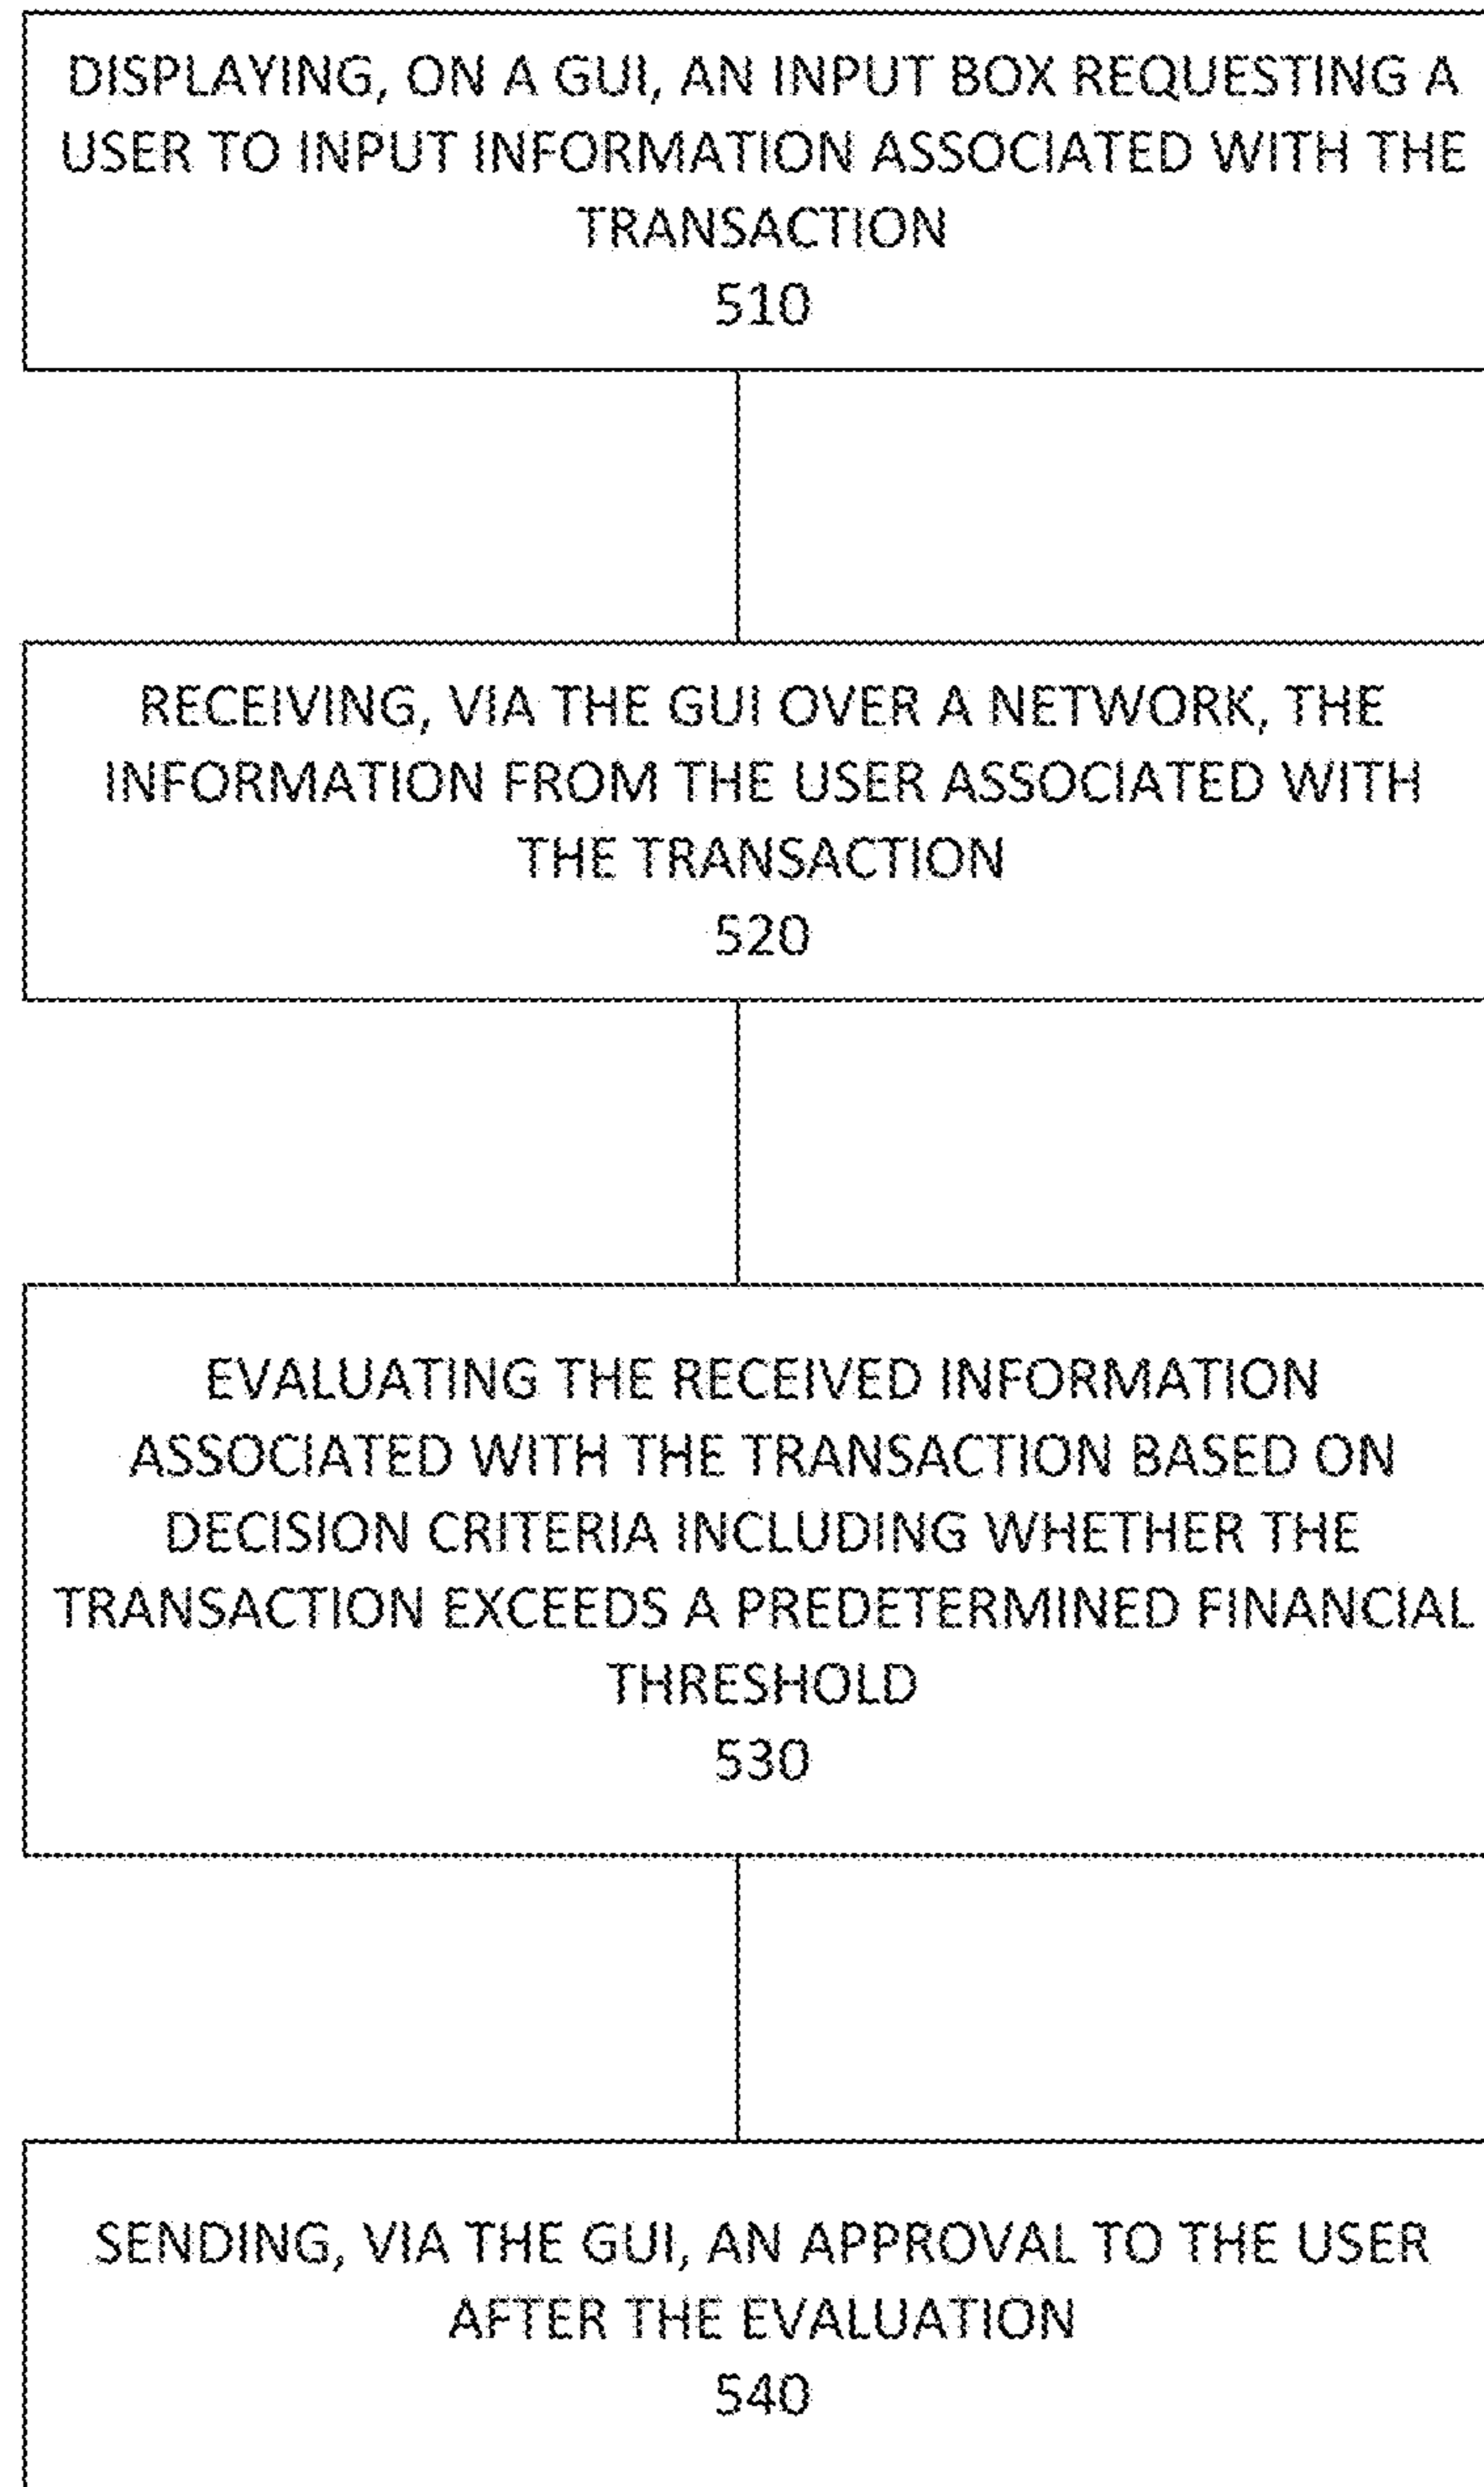 DISPLAYING, ON A GUI, AN INPUT BOX REQUESTING A
USER TO INPUT INFORMATION ASSOCIATED WITH THE
TRANSACTION
510
RECEIVING, VIA THE GUI OVER A NETWORK, THE
INFORMATION FROM THE USER ASSOCIATED WITH
THE TRANSACTION
520
EVALUATING THE RECEIVED INFORMATION
ASSOCIATED WITH THE TRANSACTION BASED ON
DECISION CRITERIA INCLUDING WHETHER THE
TRANSACTION EXCEEDS A PREDETERMINED FINANCIAL
THRESHOLD
530
SENDING, VIA THE GUI, AN APPROVAL TO THE USER
AFTER THE EVALUATION
540